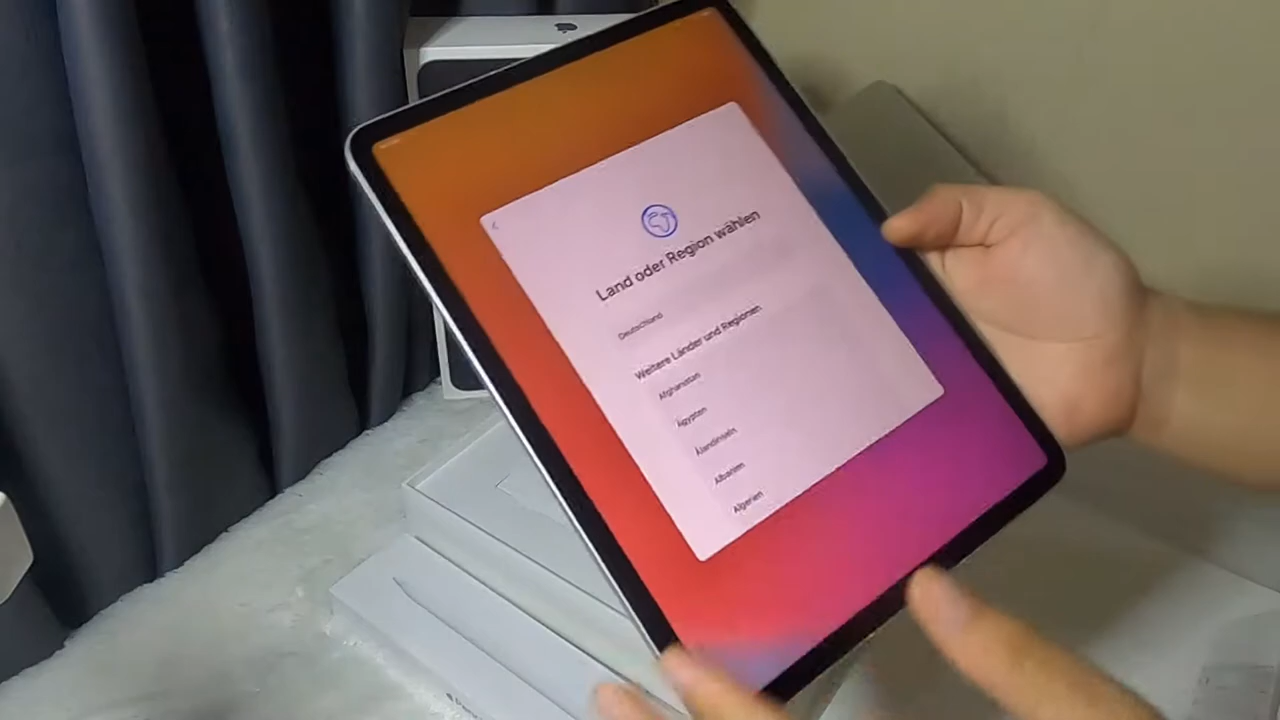 Land oder Region wählen
Deutschland
Weitere Länder und Regionen
Afghanistan
Ägypten
Ålandinseln
Albanien
Algerien